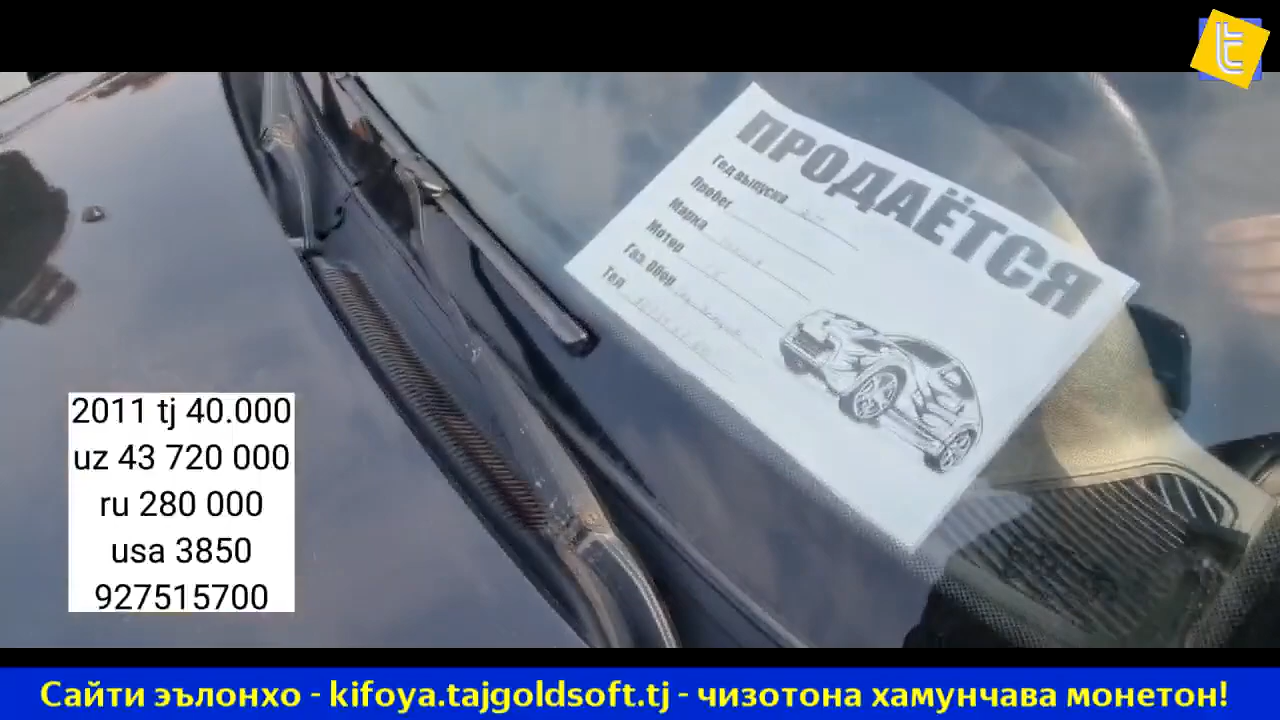 ПРОДАЁТСЯ
Год выпуска
Пробег
Марка
Мотор
Газ. Овоr
Тел
2011 tj 40.000
uz 43 720 000
ru 280 000
usa 3850
927515700
Сайти эълонхо - kifoya.tajgoldsoft.tj - чизотона хамунчава монетон!